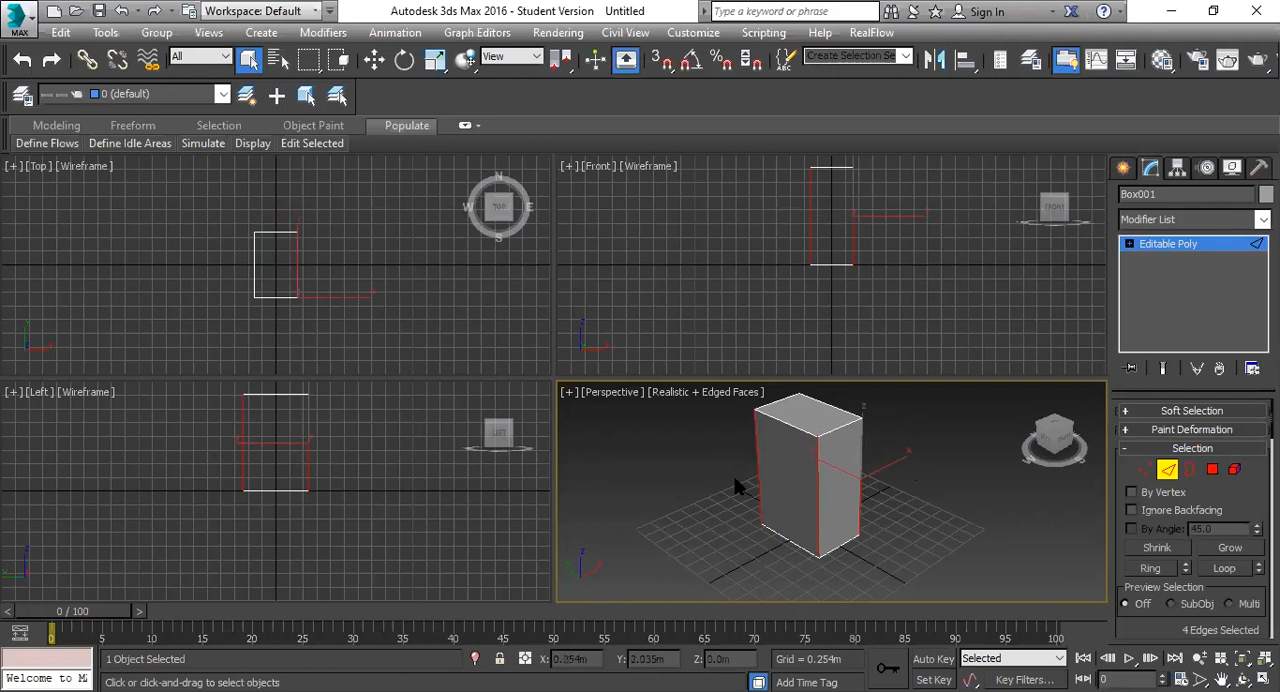 MAX
Workspace: Default
Autodesk 3ds Max 2016 - Student Version    Untitled
Type a keyword or phrase
Sign In
Edit Tools Group Views Create Modifiers Animation Graph Editors Rendering Civil View Customize Scripting Help RealFlow
All
View
Create Selection Se
0 (default)
Modeling Freeform Selection Object Paint Populate
Define Flows Define Idle Areas Simulate Display Edit Selected
[+] [Top] [Wireframe]
N
W TOP E
S
[+] [Front] [Wireframe]
FRONT
Box001
Modifier List
Editable Poly
[+] [Left] [Wireframe]
LEFT
[+] [Perspective] [Realistic + Edged Faces]
Soft Selection
Paint Deformation
Selection
By Vertex
Ignore Backfacing
By Angle: 45.0
Shrink Grow
Ring Loop
Preview Selection
Off SubObj Multi
4 Edges Selected
0 / 100
0 5 10 15 20 25 30 35 40 45 50 55 60 65 70 75 80 85 90 95 100
1 Object Selected
X: 0.254m Y: 2.035m Z: 0.0m
Grid = 0.254m
Auto Key Selected
Welcome to M
Click or click-and-drag to select objects
Add Time Tag
Set Key Key Filters...
0